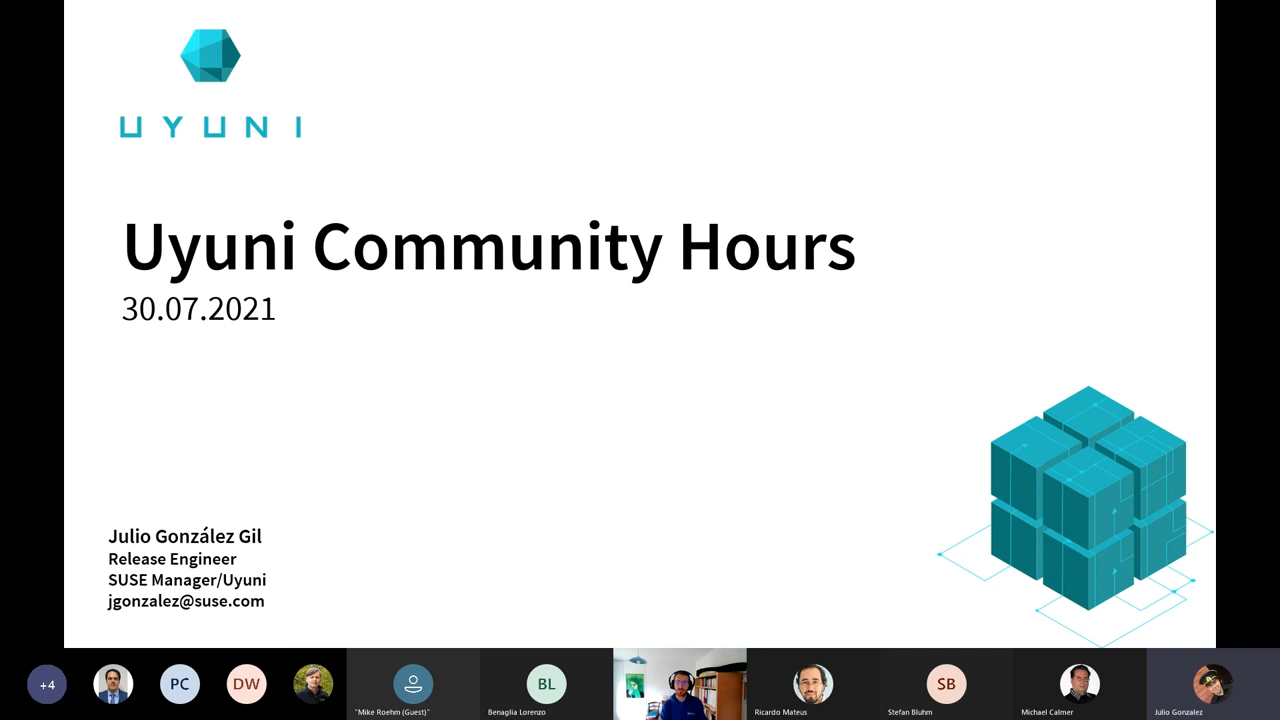 UYUNI
Uyuni Community Hours
30.07.2021
Julio González Gil
Release Engineer
SUSE Manager/Uyuni
jgonzalez@suse.com
+4
PC
DW
"Mike Roehm (Guest)"
BL
Benaglia Lorenzo
Ricardo Mateus
SB
Stefan Bluhm
Michael Calmer
Julio Gonzalez